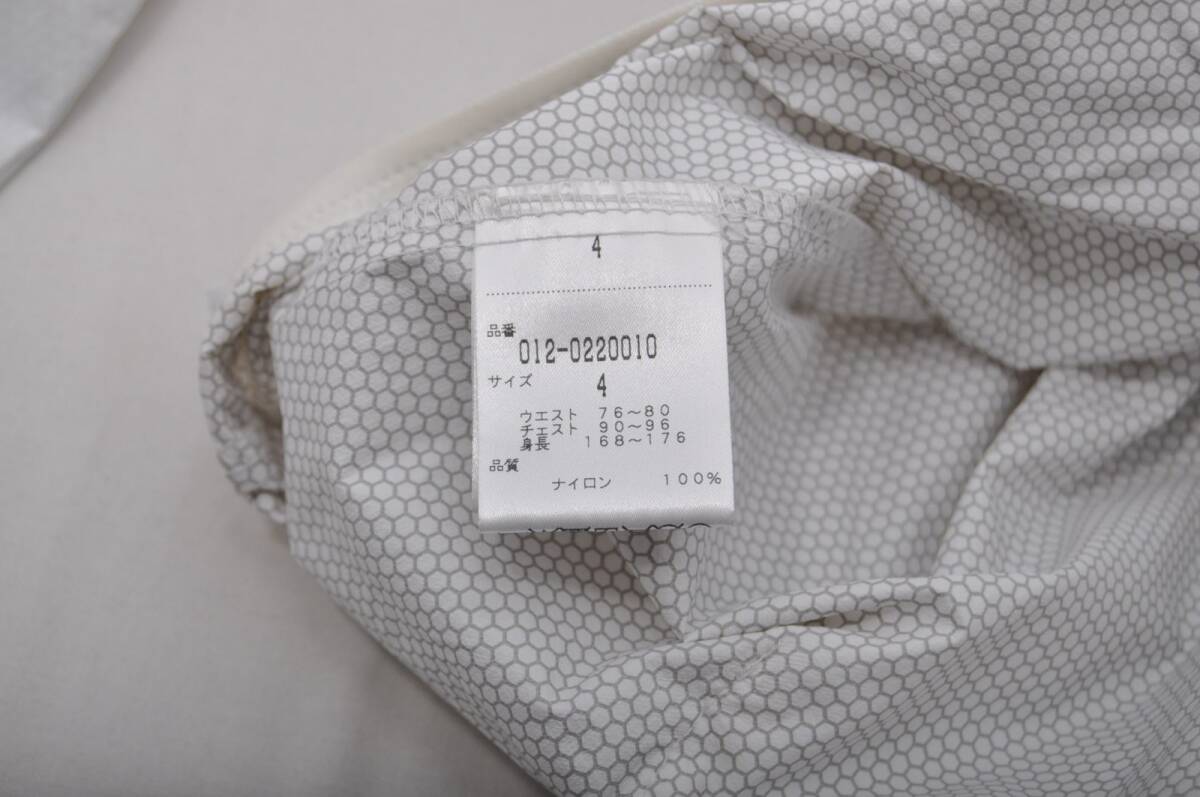 4
品番
012-0220010
サイズ
4
ウエスト 76～80
チェスト 90～96
身長 168～176
品質
ナイロン 100%